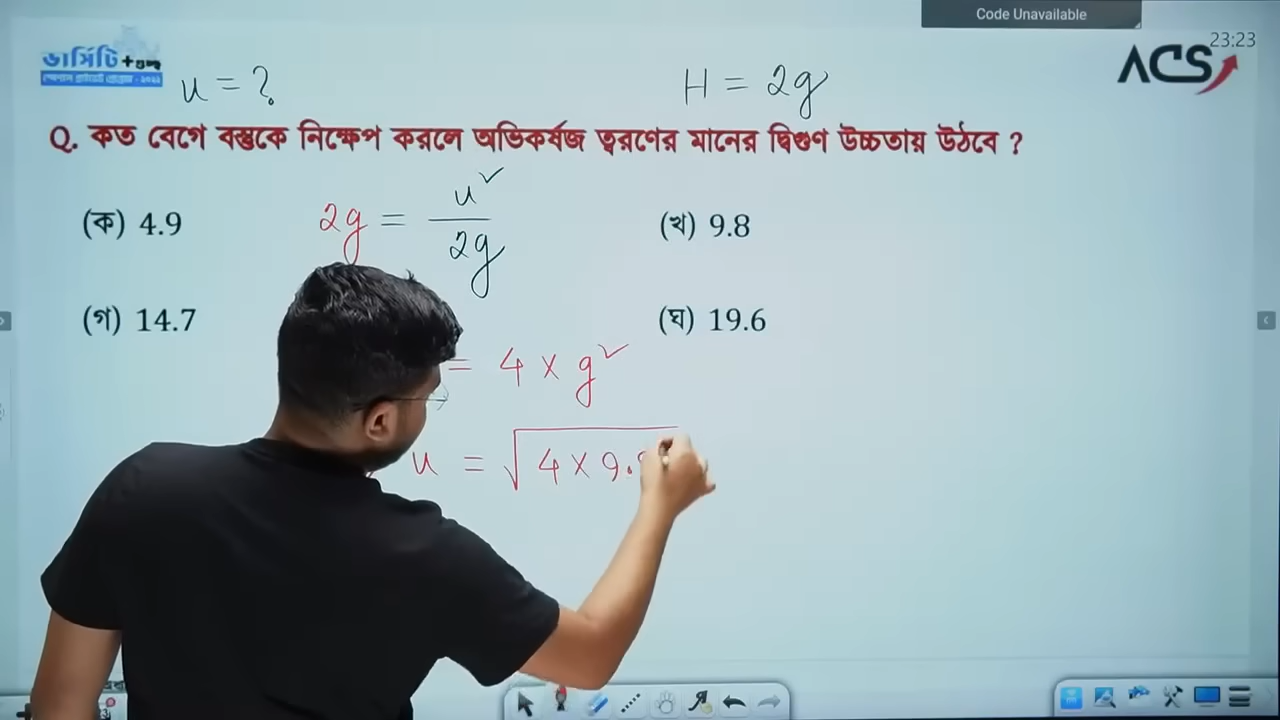 Code Unavailable
23:23
ভার্সিটি +গুচ্ছ
ACS
u = ?
H = 2g
Q. কত বেগে বস্তুকে নিক্ষেপ করলে অভিকর্ষজ ত্বরণের মানের দ্বিগুণ উচ্চতায় উঠবে ?
2g = u² / 2g
(ক) 4.9
(খ) 9.8
(গ) 14.7
(ঘ) 19.6
= 4 × g²
u = √4 × 9.